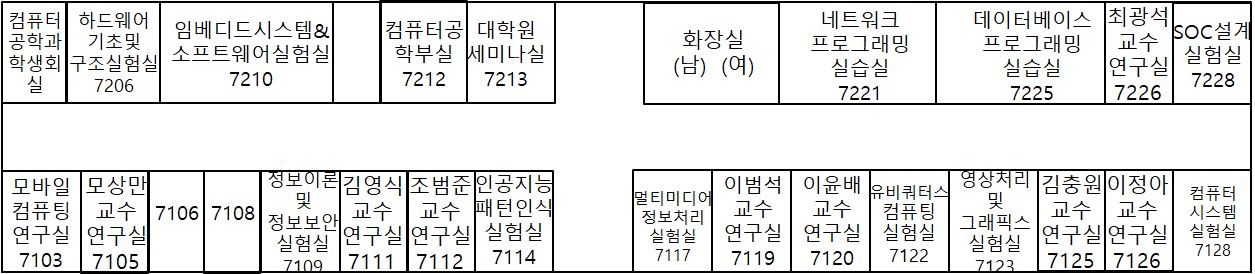 모바일
컴퓨팅
연구실
7103
모상만
교수
연구실
7105
7106
7108
정보이론
및
정보보안
실험실
7109
김영식
교수
연구실
7111
조범준
교수
연구실
7112
인공지능
패턴인식
실험실
7114
멀티미디어
정보처리
실험실
7117
이범석
교수
연구실
7119
이윤배
교수
연구실
7120
유비쿼터스
컴퓨팅
실험실
7122
영상처리
및
그래픽스
실험실
7123
김충원
교수
연구실
7125
이정아
교수
연구실
7126
컴퓨터
시스템
실험실
7128
컴퓨터
공학과
학생회
실
하드웨어
기초및
구조실험실
7206
임베디드시스템&
소프트웨어실험실
7210
컴퓨터공
학부실
7212
대학원
세미나실
7213
화장실
(남) (여)
네트워크
프로그래밍
실습실
7221
데이터베이스
프로그래밍
실습실
7225
최광석
교수
연구실
7226
SOC설계
실험실
7228